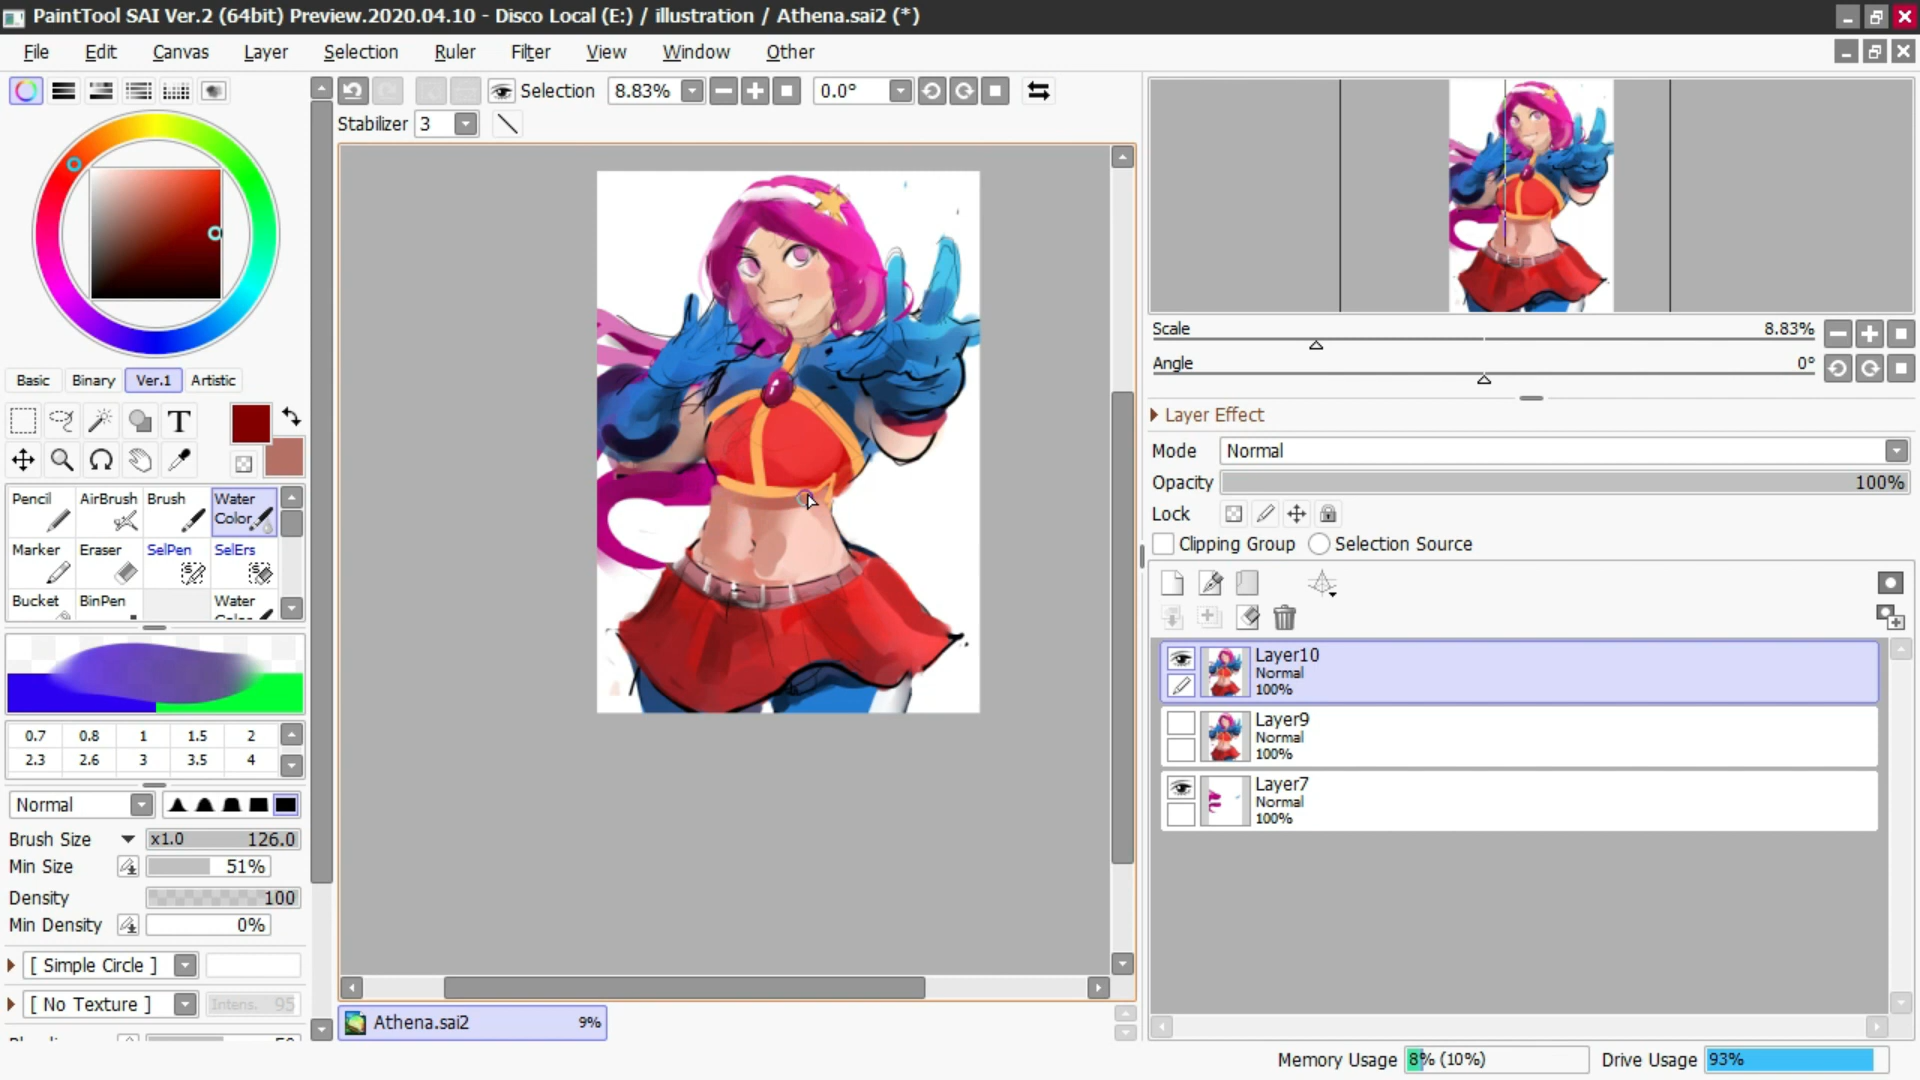 PaintTool SAI Ver.2 (64bit) Preview.2020.04.10 - Disco Local (E:) / illustration / Athena.sai2 (*)
File Edit Canvas Layer Selection Ruler Filter View Window Other
Selection 8.83% 0.0°
Stabilizer 3
Scale 8.83%
Angle 0°
Layer Effect
Mode Normal
Opacity 100%
Lock
Clipping Group Selection Source
Basic Binary Ver.1 Artistic
T
Pencil AirBrush Brush Water Color
Marker Eraser SelPen SelErs
Bucket BinPen Water
Layer10
Normal
100%
Layer9
Normal
100%
Layer7
Normal
100%
0.7 0.8 1 1.5 2
2.3 2.6 3 3.5 4
Normal
Brush Size x1.0 126.0
Min Size 51%
Density 100
Min Density 0%
[ Simple Circle ]
[ No Texture ] Intens. 95
Athena.sai2 9%
Memory Usage 8% (10%) Drive Usage 93%